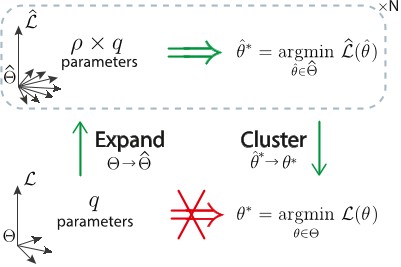 ×N
ℒ̂
Θ̂
ρ × q
parameters
θ̂* = argmin ℒ̂(θ̂)
θ̂∈Θ̂
Expand
Θ→Θ̂
Cluster
θ̂*→θ*
ℒ
Θ
q
parameters
θ* = argmin ℒ(θ)
θ∈Θ